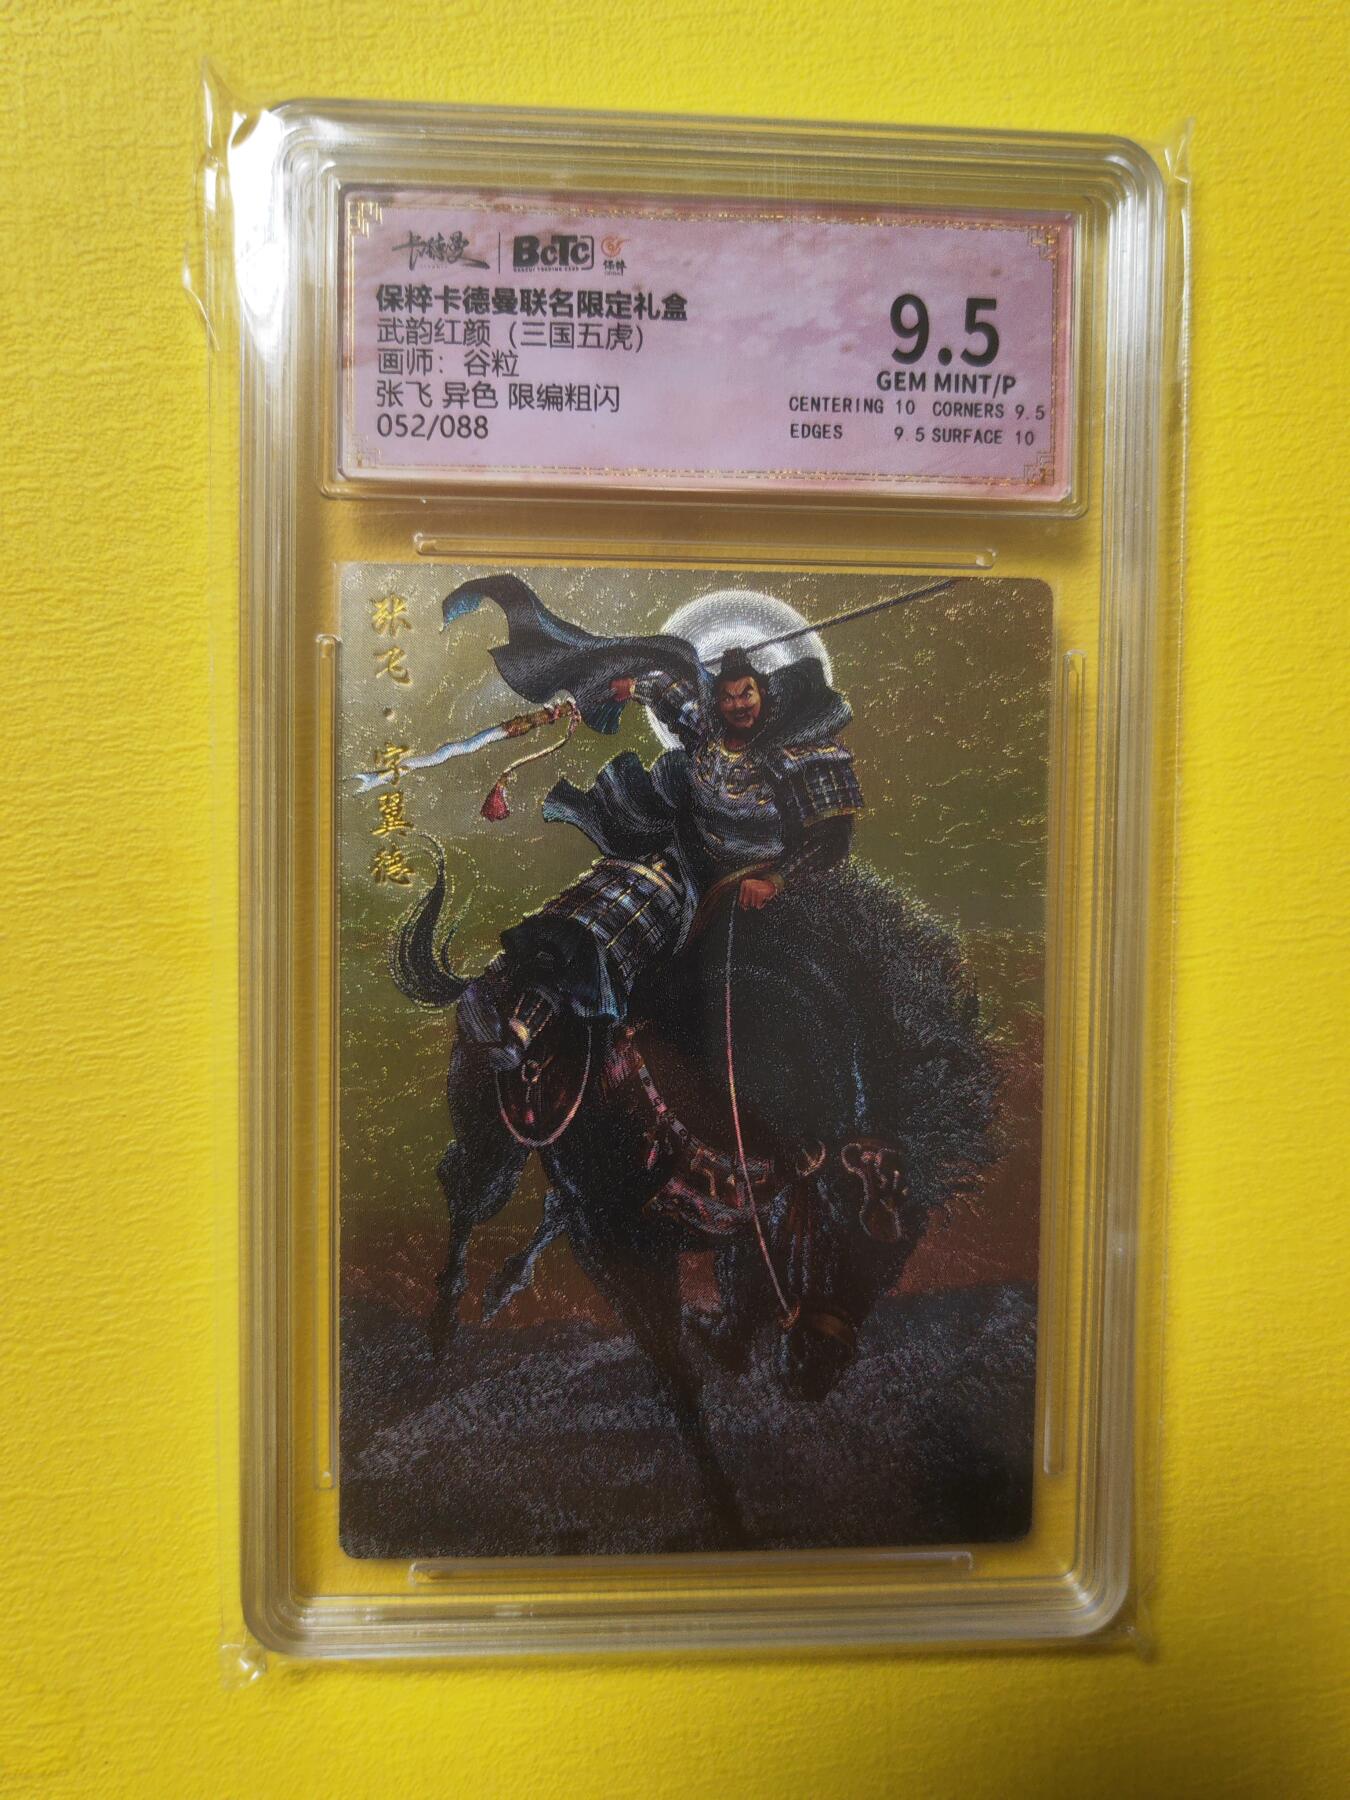 卡德曼 BCTC 保粹
BAOCUI TRADING CARD
保粹卡德曼联名限定礼盒
武韵红颜（三国五虎）
画师：谷粒
张飞 异色 限编粗闪
052/088
9.5
GEM MINT/P
CENTERING 10 CORNERS 9.5
EDGES 9.5 SURFACE 10
张飞·字翼德